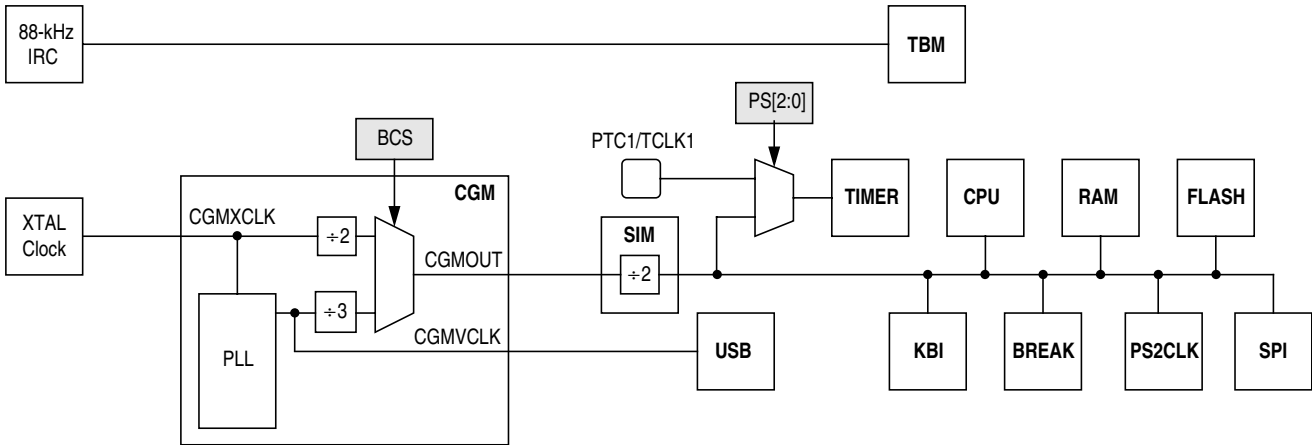 88-kHz
IRC
TBM
PS[2:0]
BCS
PTC1/TCLK1
CGM
XTAL
Clock
CGMXCLK
÷2
TIMER
CPU
RAM
FLASH
SIM
CGMOUT
÷2
÷3
PLL
CGMVCLK
USB
KBI
BREAK
PS2CLK
SPI